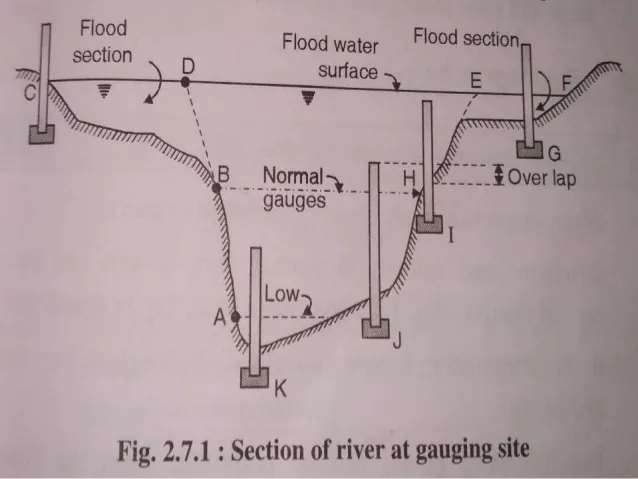 Flood
section
D
Flood water
surface
Flood section
E
F
C
G
B
Normal
gauges
H
Over lap
I
Low
A
J
K
Fig. 2.7.1 : Section of river at gauging site